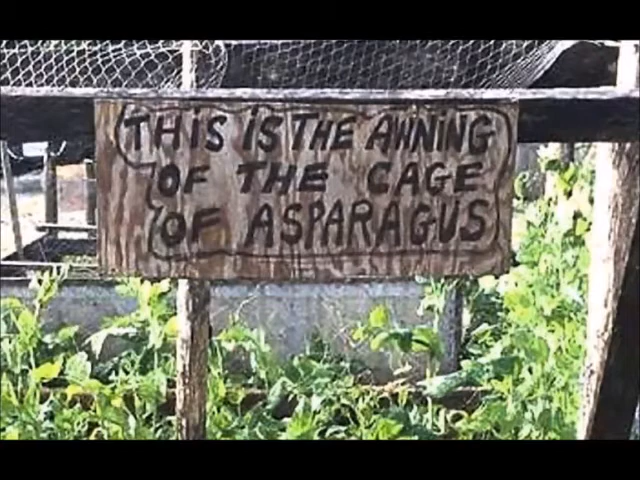 THIS IS THE AWNING
OF THE CAGE
OF ASPARAGUS